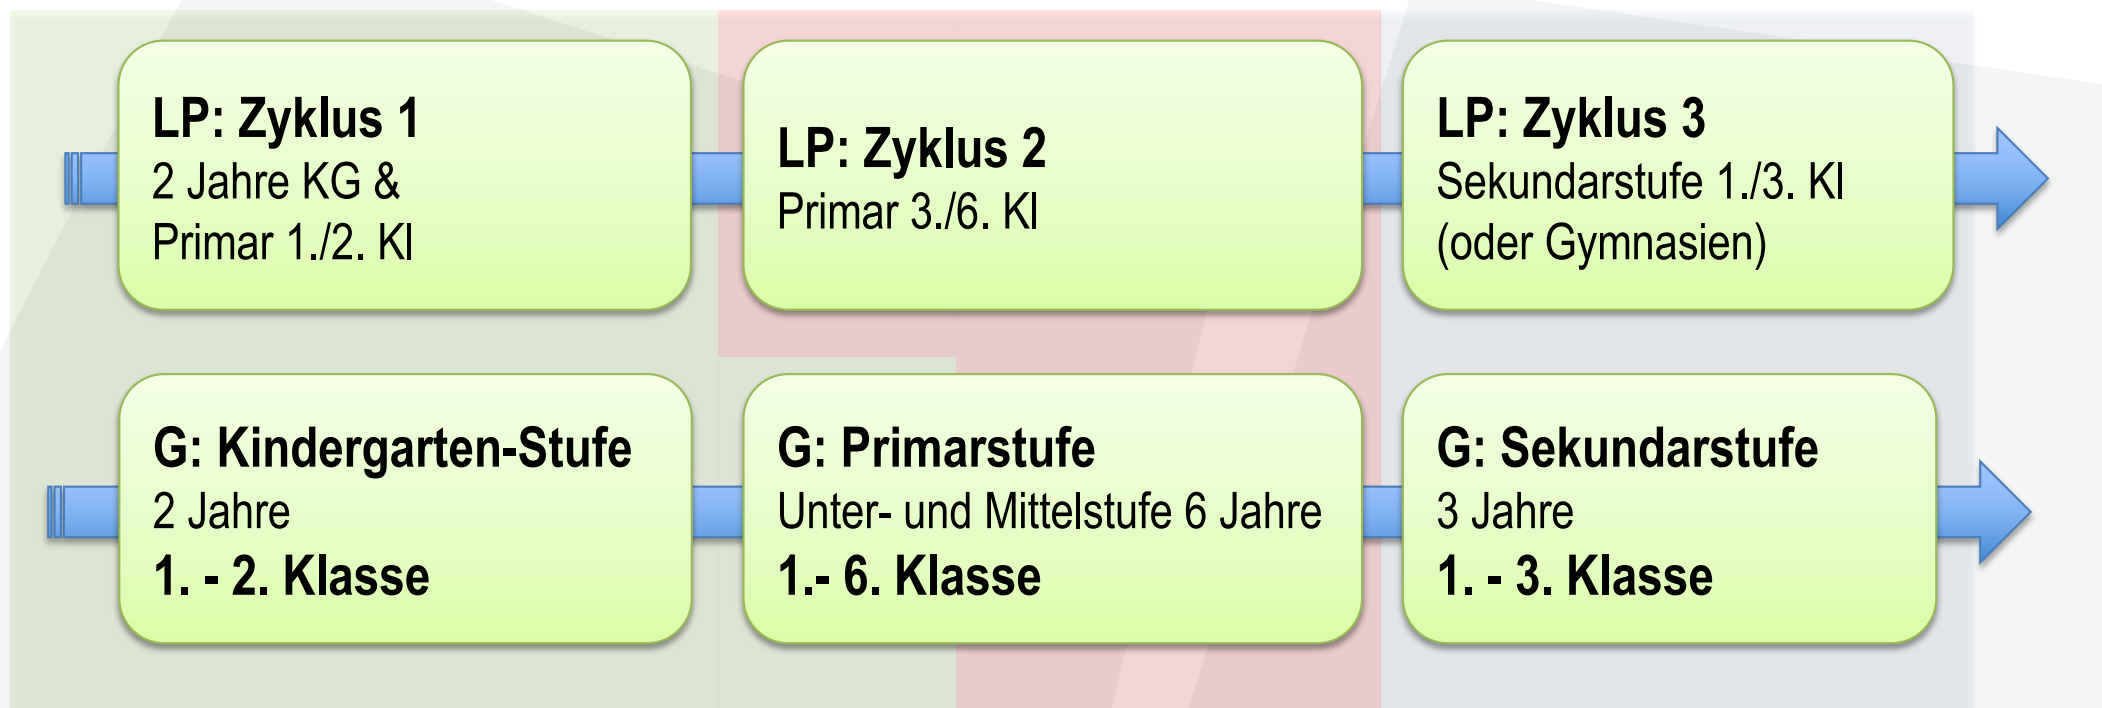 LP: Zyklus 1
2 Jahre KG &
Primar 1./2. Kl
LP: Zyklus 2
Primar 3./6. Kl
LP: Zyklus 3
Sekundarstufe 1./3. Kl
(oder Gymnasien)
G: Kindergarten-Stufe
2 Jahre
1. - 2. Klasse
G: Primarstufe
Unter- und Mittelstufe 6 Jahre
1.- 6. Klasse
G: Sekundarstufe
3 Jahre
1. - 3. Klasse